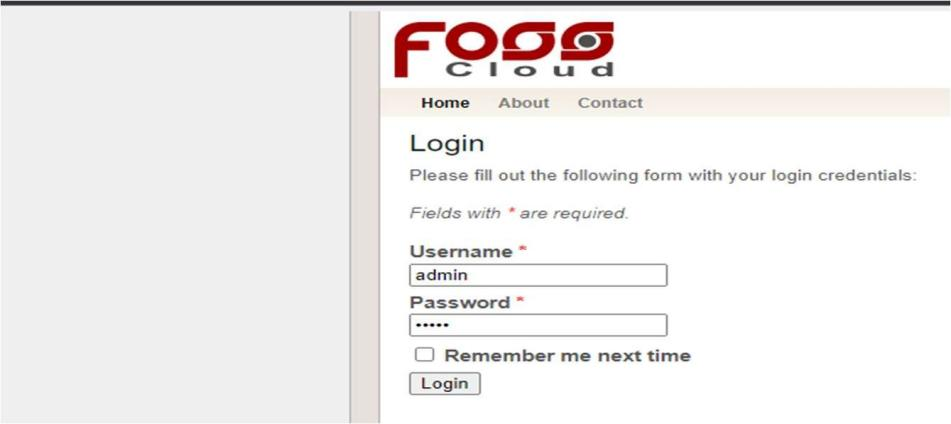 FOSS
Cloud
Home About Contact
Login
Please fill out the following form with your login credentials:
Fields with * are required.
Username *
admin
Password *
•••••
Remember me next time
Login